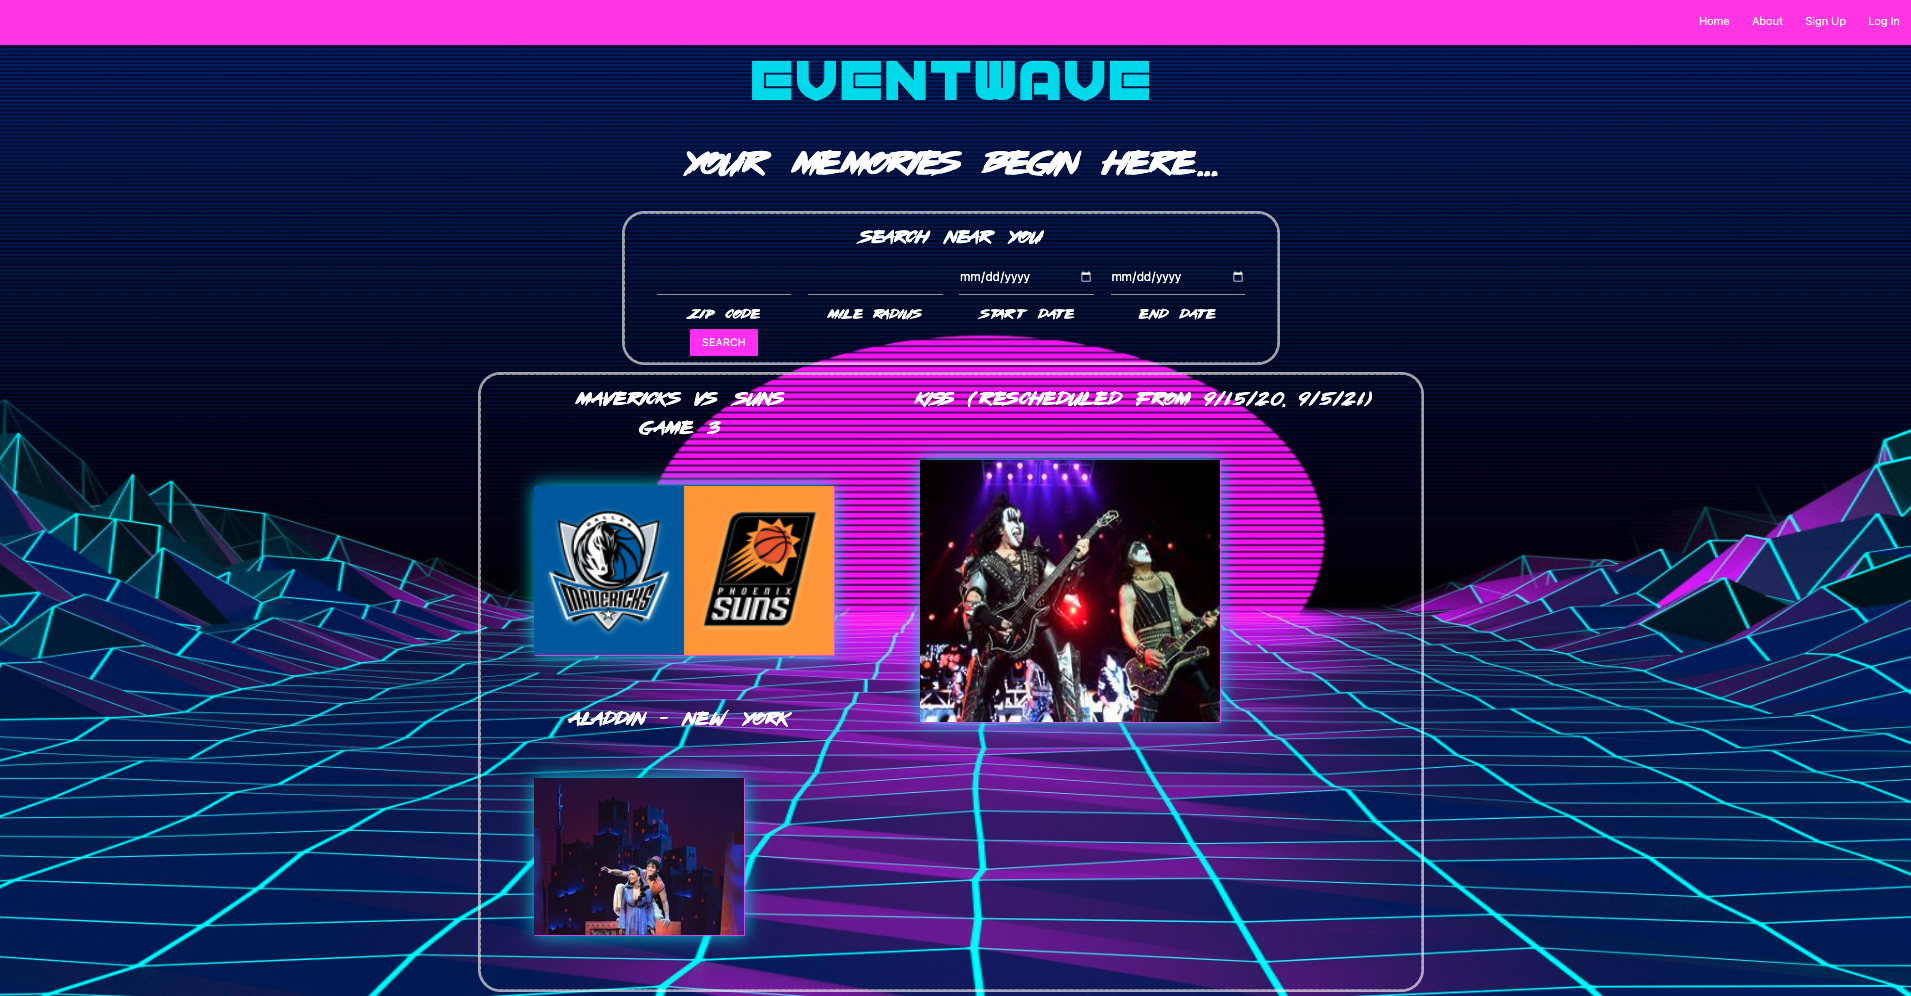 Home About Sign Up Log In
EVENTWAVE
YOUR MEMORIES BEGIN HERE...
SEARCH NEAR YOU
mm/dd/yyyy mm/dd/yyyy
ZIP CODE MILE RADIUS START DATE END DATE
SEARCH
MAVERICKS VS SUNS
GAME 3
KISS (RESCHEDULED FROM 9/15/20, 9/5/21)
DALLAS
MAVERICKS
PHOENIX
SUNS
ALADDIN - NEW YORK